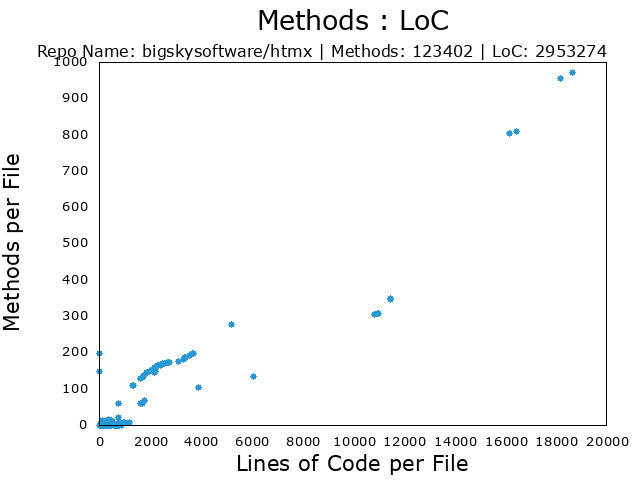 Methods : LoC
Repo Name: bigskysoftware/htmx | Methods: 123402 | LoC: 2953274
1000
900
800
700
600
500
400
300
200
100
0
Methods per File
0 2000 4000 6000 8000 10000 12000 14000 16000 18000 20000
Lines of Code per File